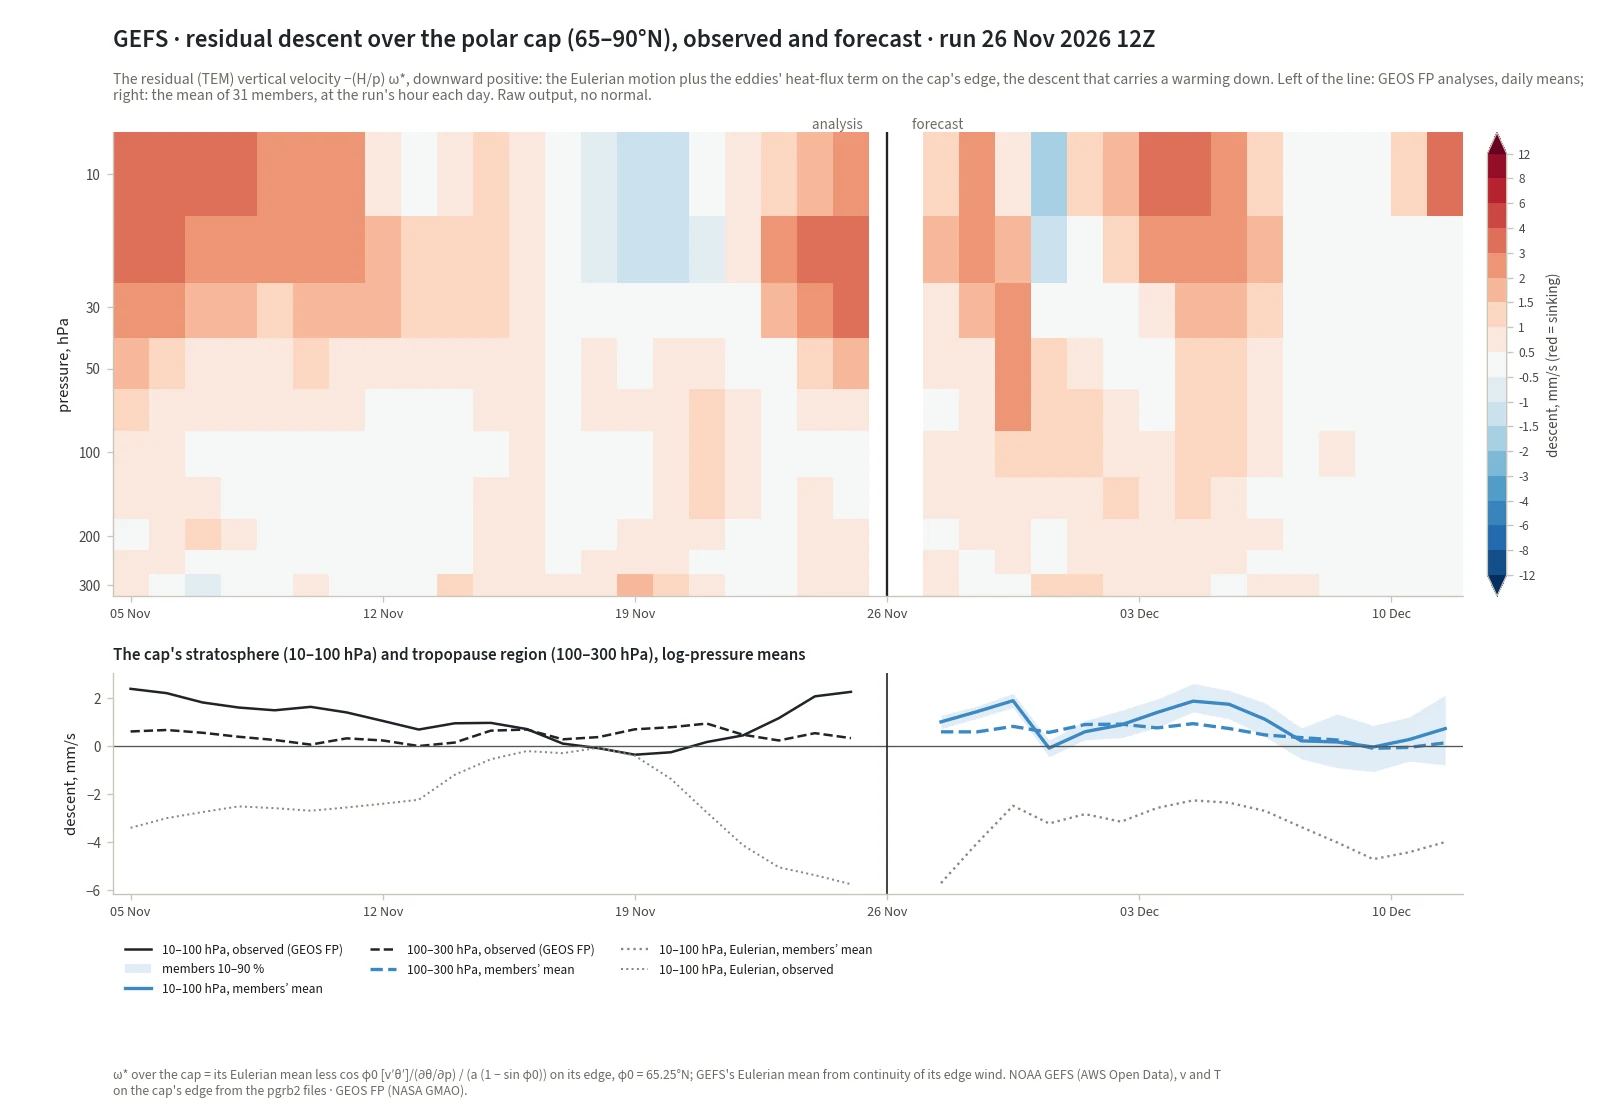 GEFS · residual descent over the polar cap (65–90°N), observed and forecast · run 26 Nov 2026 12Z
The residual (TEM) vertical velocity −(H/p) ω*, downward positive: the Eulerian motion plus the eddies' heat-flux term on the cap's edge, the descent that carries a warming down. Left of the line: GEOS FP analyses, daily means;
right: the mean of 31 members, at the run's hour each day. Raw output, no normal.
analysis
forecast
pressure, hPa
10
30
50
100
200
300
05 Nov
12 Nov
19 Nov
26 Nov
03 Dec
10 Dec
12
8
6
4
3
2
1.5
1
0.5
-0.5
-1
-1.5
-2
-3
-4
-6
-8
-12
descent, mm/s (red = sinking)
The cap's stratosphere (10–100 hPa) and tropopause region (100–300 hPa), log-pressure means
descent, mm/s
2
0
−2
−4
−6
05 Nov
12 Nov
19 Nov
26 Nov
03 Dec
10 Dec
10–100 hPa, observed (GEOS FP)
members 10–90 %
10–100 hPa, members’ mean
100–300 hPa, observed (GEOS FP)
100–300 hPa, members’ mean
10–100 hPa, Eulerian, members’ mean
10–100 hPa, Eulerian, observed
ω* over the cap = its Eulerian mean less cos φ0 [v'θ']/(∂θ/∂p) / (a (1 − sin φ0)) on its edge, φ0 = 65.25°N; GEFS's Eulerian mean from continuity of its edge wind. NOAA GEFS (AWS Open Data), v and T
on the cap's edge from the pgrb2 files · GEOS FP (NASA GMAO).